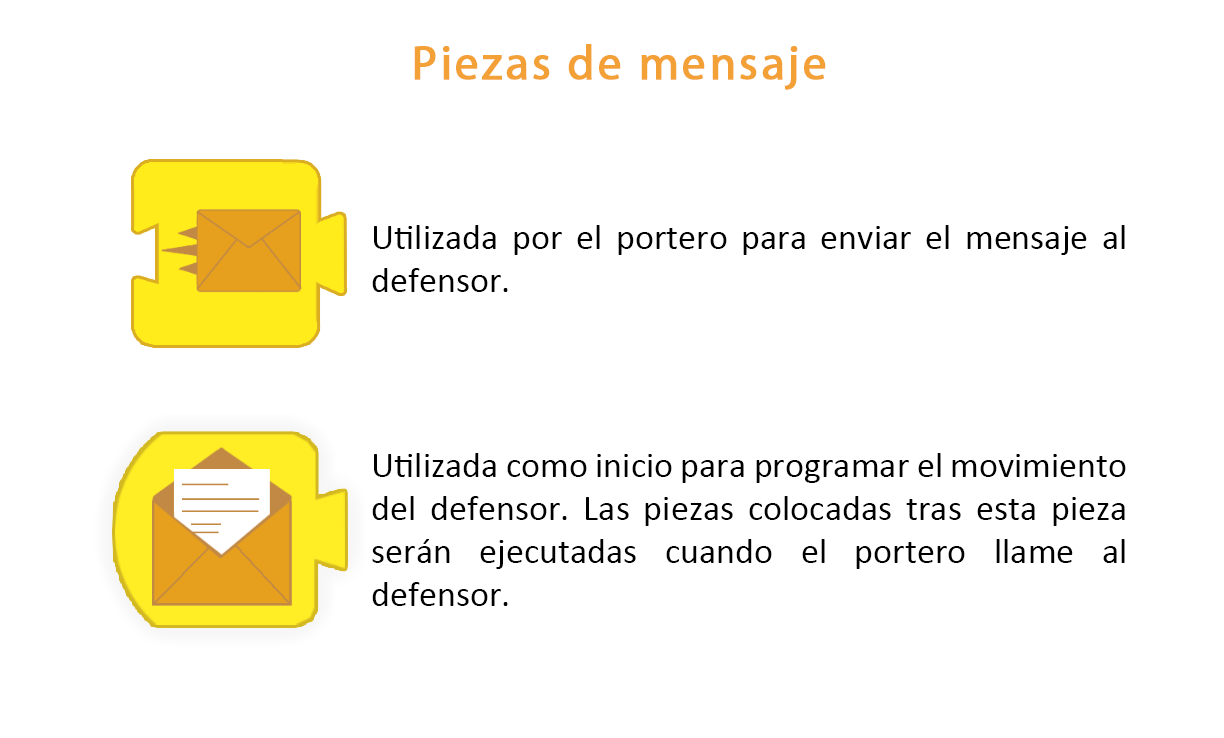 Piezas de mensaje
Utilizada por el portero para enviar el mensaje al
defensor.
Utilizada como inicio para programar el movimiento
del defensor. Las piezas colocadas tras esta pieza
serán ejecutadas cuando el portero llame al
defensor.